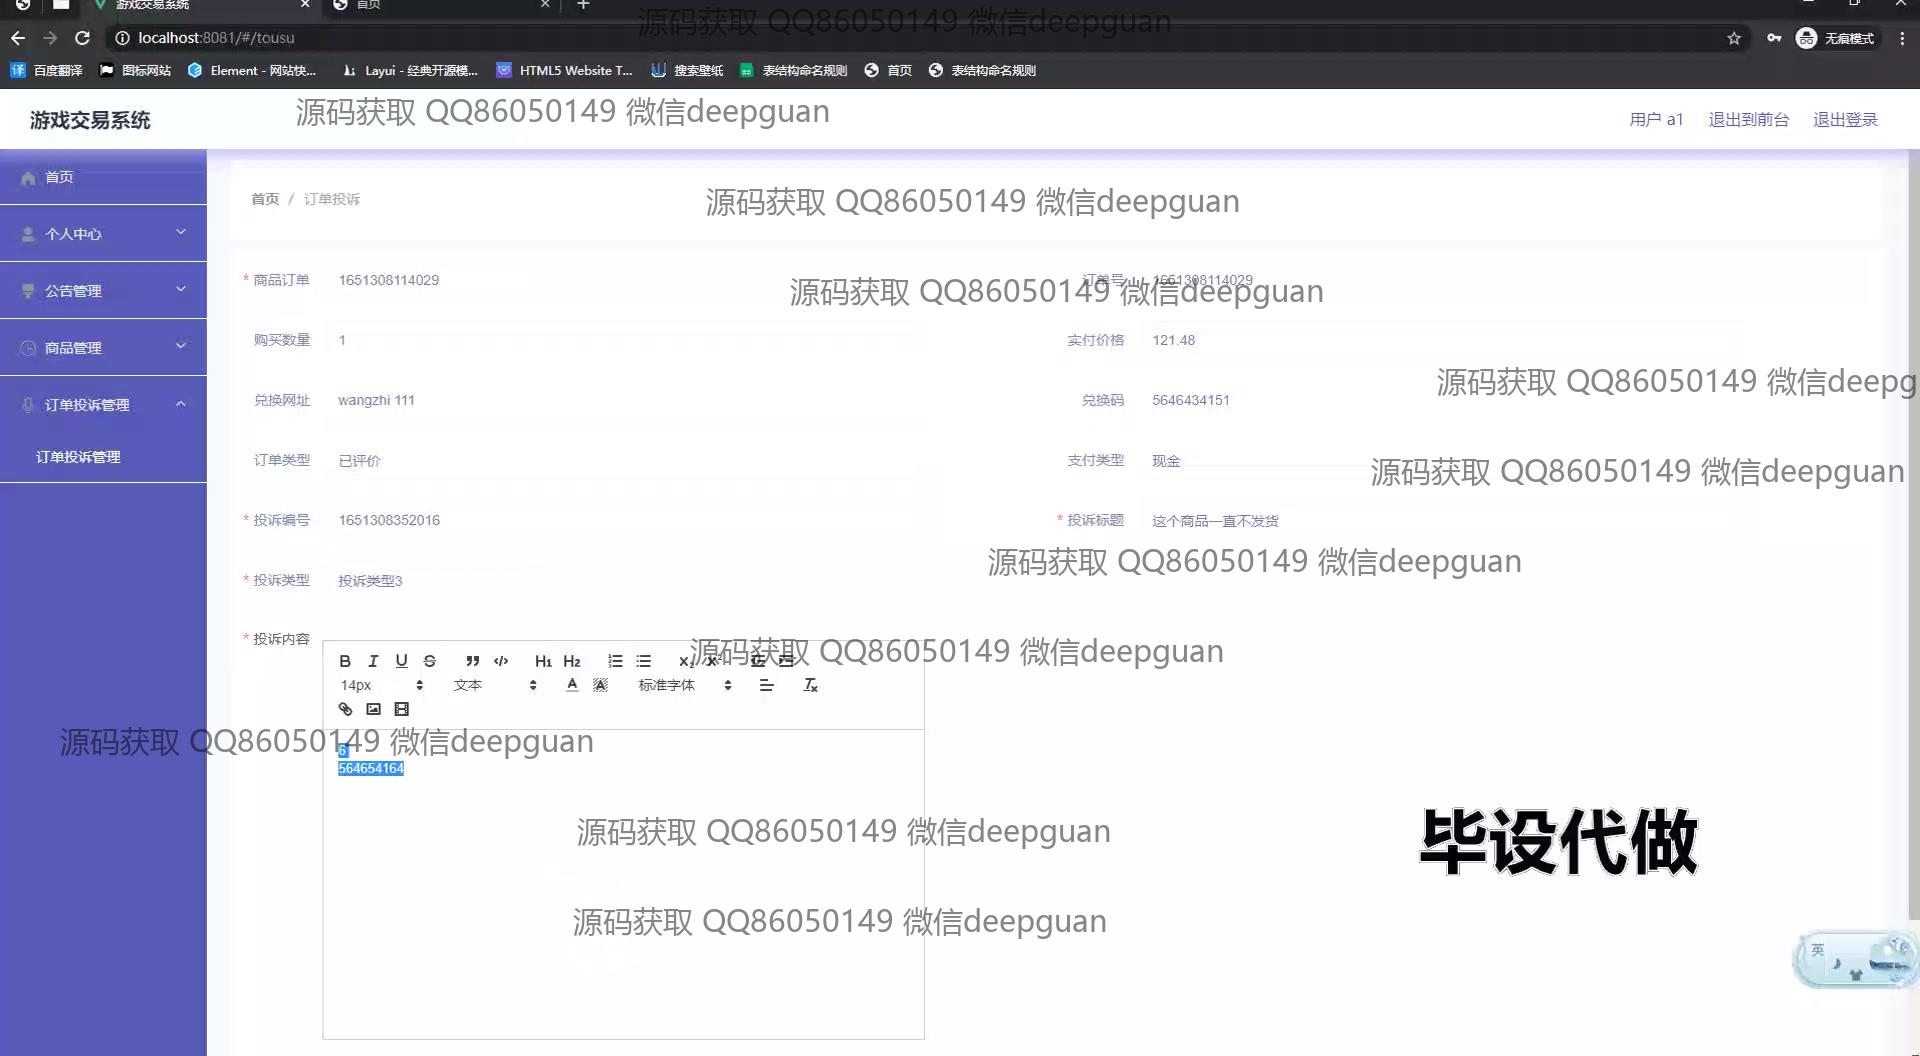 游戏交易系统
首页
源码获取 QQ86050149 微信deepguan
localhost:8081/#/tousu
无痕模式
百度翻译 图标网站 Element - 网站快... Layui - 经典开源模... HTML5 Website T... 搜索壁纸 表结构命名规则 首页 表结构命名规则
游戏交易系统
源码获取 QQ86050149 微信deepguan
用户 a1 退出到前台 退出登录
首页
个人中心
公告管理
商品管理
订单投诉管理
订单投诉管理
首页 / 订单投诉
源码获取 QQ86050149 微信deepguan
* 商品订单 1651308114029
订单号 1651308114029
源码获取 QQ86050149 微信deepguan
购买数量 1
实付价格 121.48
源码获取 QQ86050149 微信deepg
兑换网址 wangzhi 111
兑换码 5646434151
订单类型 已评价
支付类型 现金
源码获取 QQ86050149 微信deepguan
* 投诉编号 1651308352016
* 投诉标题 这个商品一直不发货
源码获取 QQ86050149 微信deepguan
* 投诉类型 投诉类型3
* 投诉内容
源码获取 QQ86050149 微信deepguan
B I U S H1 H2
14px 文本 标准字体
源码获取 QQ86050149 微信deepguan
6
564654164
源码获取 QQ86050149 微信deepguan
毕设代做
源码获取 QQ86050149 微信deepguan
英